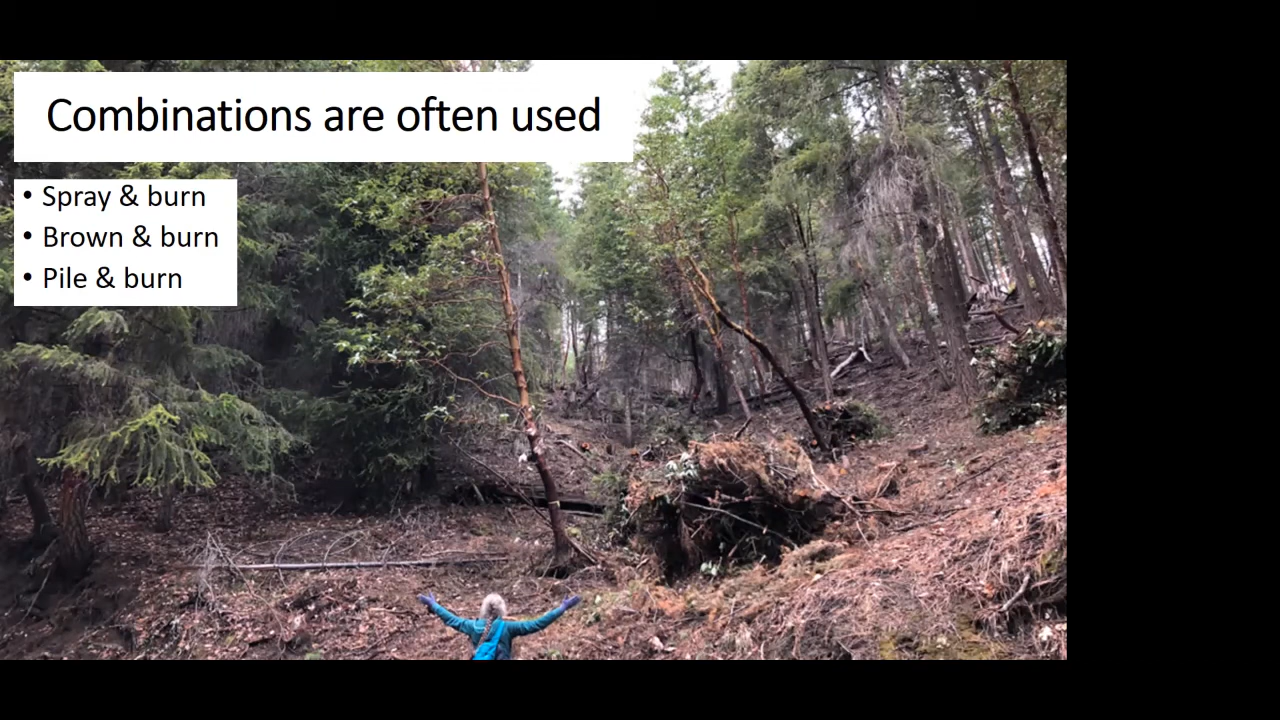 Combinations are often used
• Spray & burn
• Brown & burn
• Pile & burn